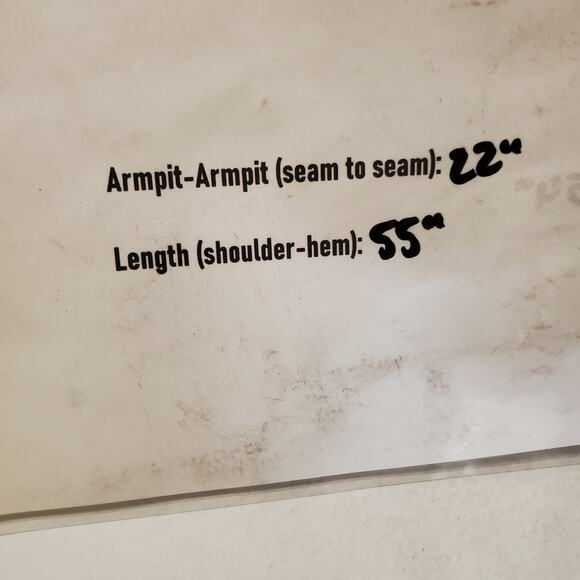 Armpit-Armpit (seam to seam): 22"
Length (shoulder-hem): 55"